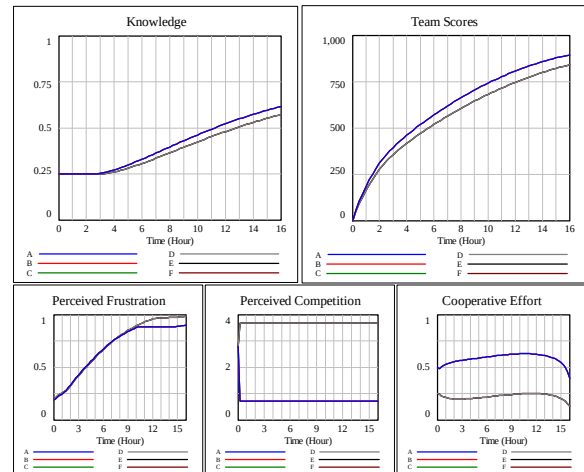 Knowledge
1
0.75
0.5
0.25
0
0 2 4 6 8 10 12 14 16
Time (Hour)
A D
B E
C F
Team Scores
1,000
750
500
250
0
0 2 4 6 8 10 12 14 16
Time (Hour)
A D
B E
C F
Perceived Frustration
1
0.5
0
0 3 6 9 12 15
Time (Hour)
A D
B E
C F
Perceived Competition
4
2
0
0 3 6 9 12 15
Time (Hour)
A D
B E
C F
Cooperative Effort
1
0.5
0
0 3 6 9 12 15
Time (Hour)
A D
B E
C F